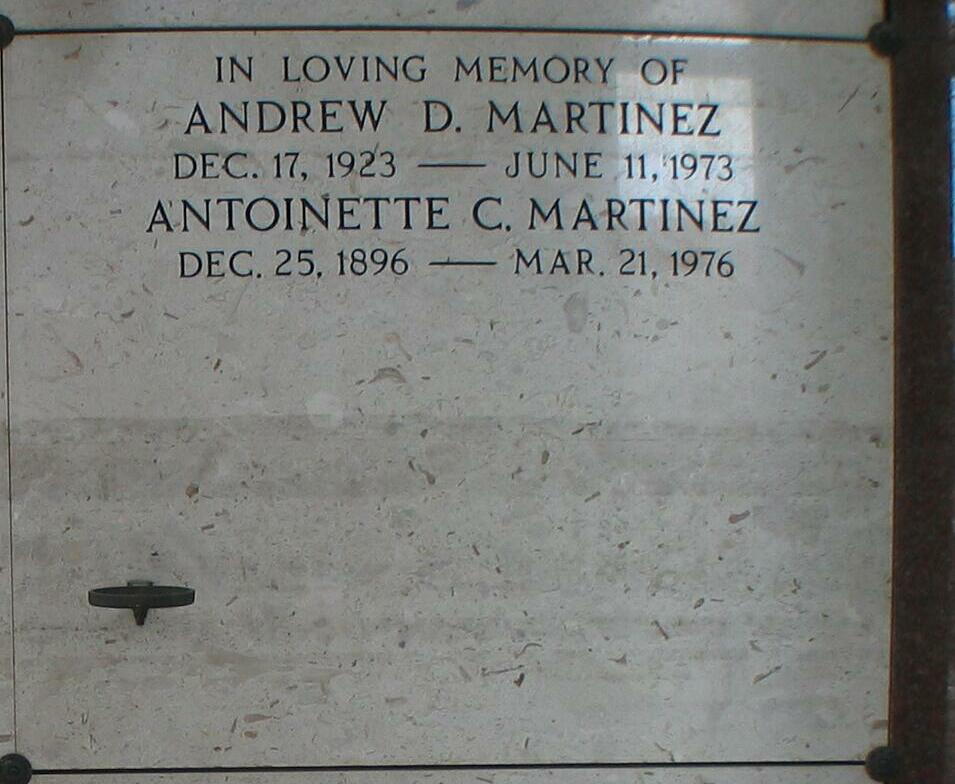 IN LOVING MEMORY OF
ANDREW D. MARTINEZ
DEC. 17, 1923 — JUNE 11, 1973
ANTOINETTE C. MARTINEZ
DEC. 25, 1896 — MAR. 21, 1976